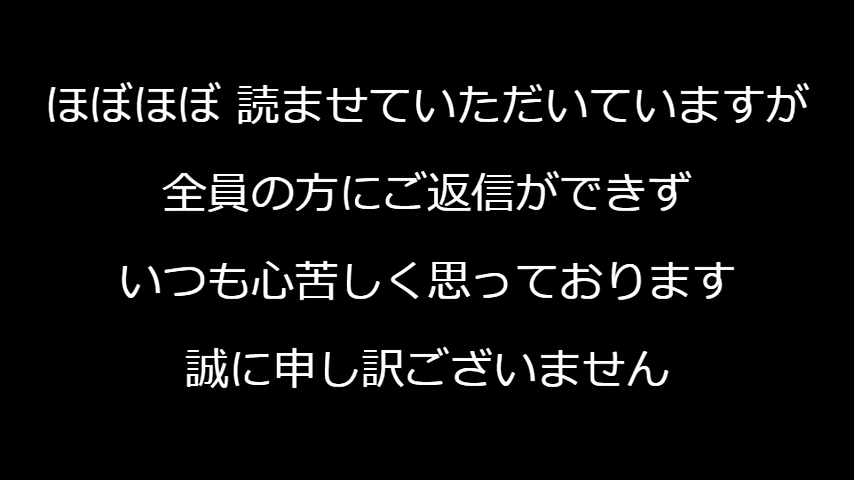 ほぼほぼ 読ませていただいていますが
全員の方にご返信ができず
いつも心苦しく思っております
誠に申し訳ございません